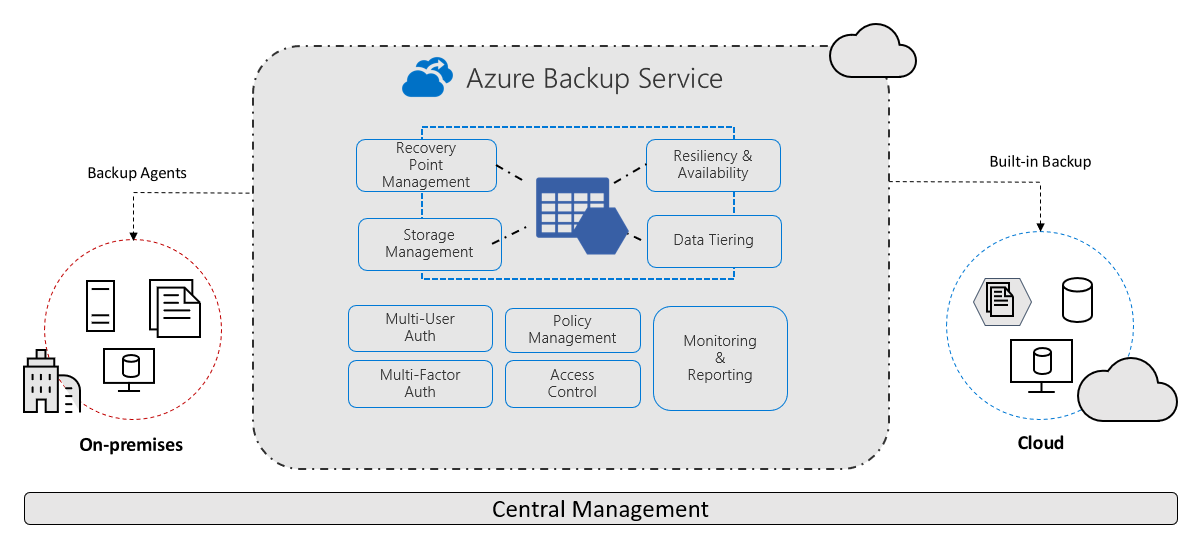 Azure Backup Service
Backup Agents
Built-in Backup
Recovery
Point
Management
Resiliency &
Availability
Storage
Management
Data Tiering
Multi-User
Auth
Policy
Management
Monitoring
&
Reporting
Multi-Factor
Auth
Access
Control
On-premises
Cloud
Central Management